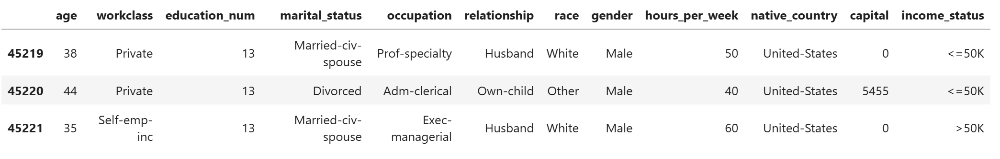 age workclass education_num marital_status occupation relationship race gender hours_per_week native_country capital income_status
45219 38 Private 13 Married-civ-spouse Prof-specialty Husband White Male 50 United-States 0 <=50K
45220 44 Private 13 Divorced Adm-clerical Own-child Other Male 40 United-States 5455 <=50K
45221 35 Self-emp-inc 13 Married-civ-spouse Exec-managerial Husband White Male 60 United-States 0 >50K